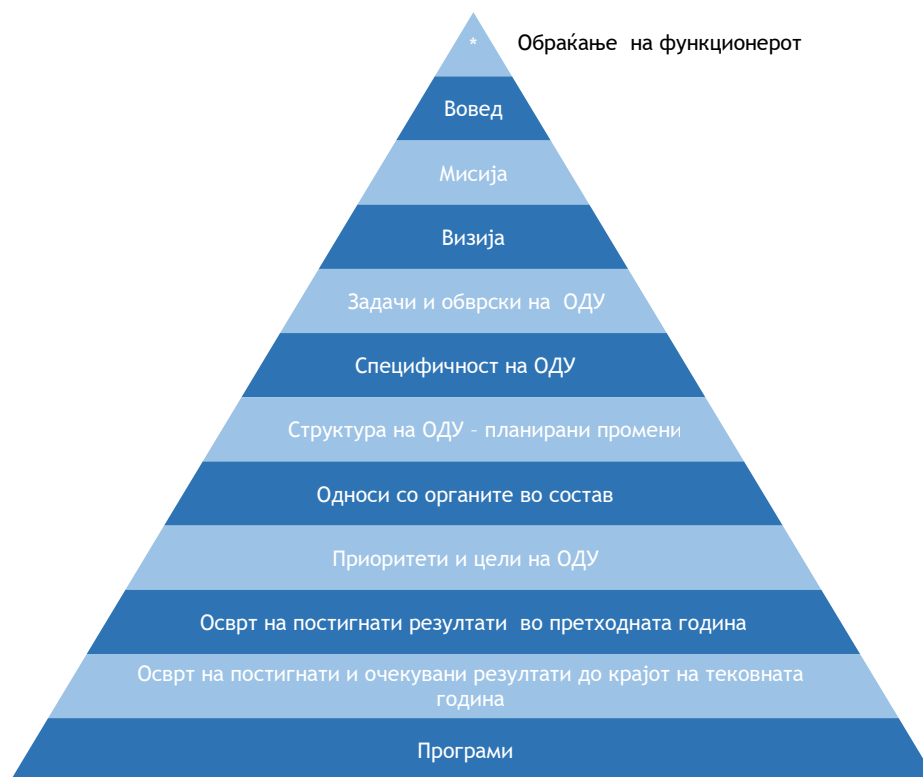 * Обраќање на функционерот
Вовед
Мисија
Визија
Задачи и обврски на ОДУ
Специфичност на ОДУ
Структура на ОДУ – планирани промени
Односи со органите во состав
Приоритети и цели на ОДУ
Осврт на постигнати резултати во претходната година
Осврт на постигнати и очекувани резултати до крајот на тековната
година
Програми